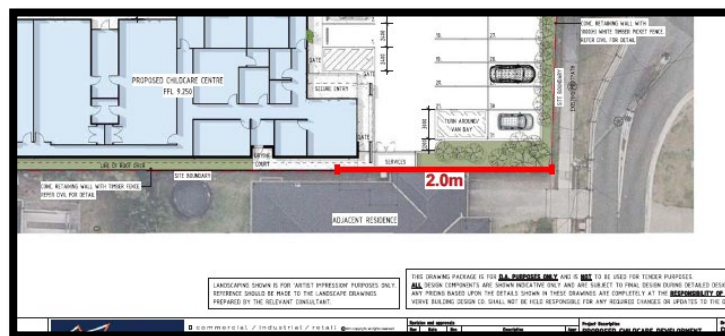 CONC. RETAINING WALL WITH
1800(H) WHITE TIMBER PICKET FENCE.
REFER CIVIL FOR DETAIL
2400
2400
GATE
SECURE ENTRY
PROPOSED CHILDCARE CENTRE
FFL 9.250
SITE BOUNDARY
TURN AROUND/
VAN BAY
GATE
DRYING
COURT
SERVICES
SITE BOUNDARY
2.0m
CONC. RETAINING WALL WITH TIMBER FENCE.
REFER CIVIL FOR DETAIL
ADJACENT RESIDENCE
LANDSCAPING SHOWN IS FOR 'ARTIST IMPRESSION' PURPOSES ONLY.
REFERENCE SHOULD BE MADE TO THE LANDSCAPE DRAWINGS
PREPARED BY THE RELEVANT CONSULTANT.
THIS DRAWING PACKAGE IS FOR D.A. PURPOSES ONLY AND IS NOT TO BE USED FOR TENDER PURPOSES.
ALL DESIGN COMPONENTS ARE SHOWN INDICATIVE ONLY AND ARE SUBJECT TO FINAL DESIGN DURING DETAILED DESI
ANY PRICING BASED UPON THE DETAILS SHOWN IN THESE DRAWINGS ARE COMPLETELY AT THE RESPONSIBILITY OF
VERVE BUILDING DESIGN CO. SHALL NOT BE HELD RESPONSIBLE FOR ANY REQUIRED CHANGES OR UPDATES TO THE D
commercial / industrial / retail
Revision and approvals
Description
Project Description
PROPOSED CHILDCARE DEVELOPMENT